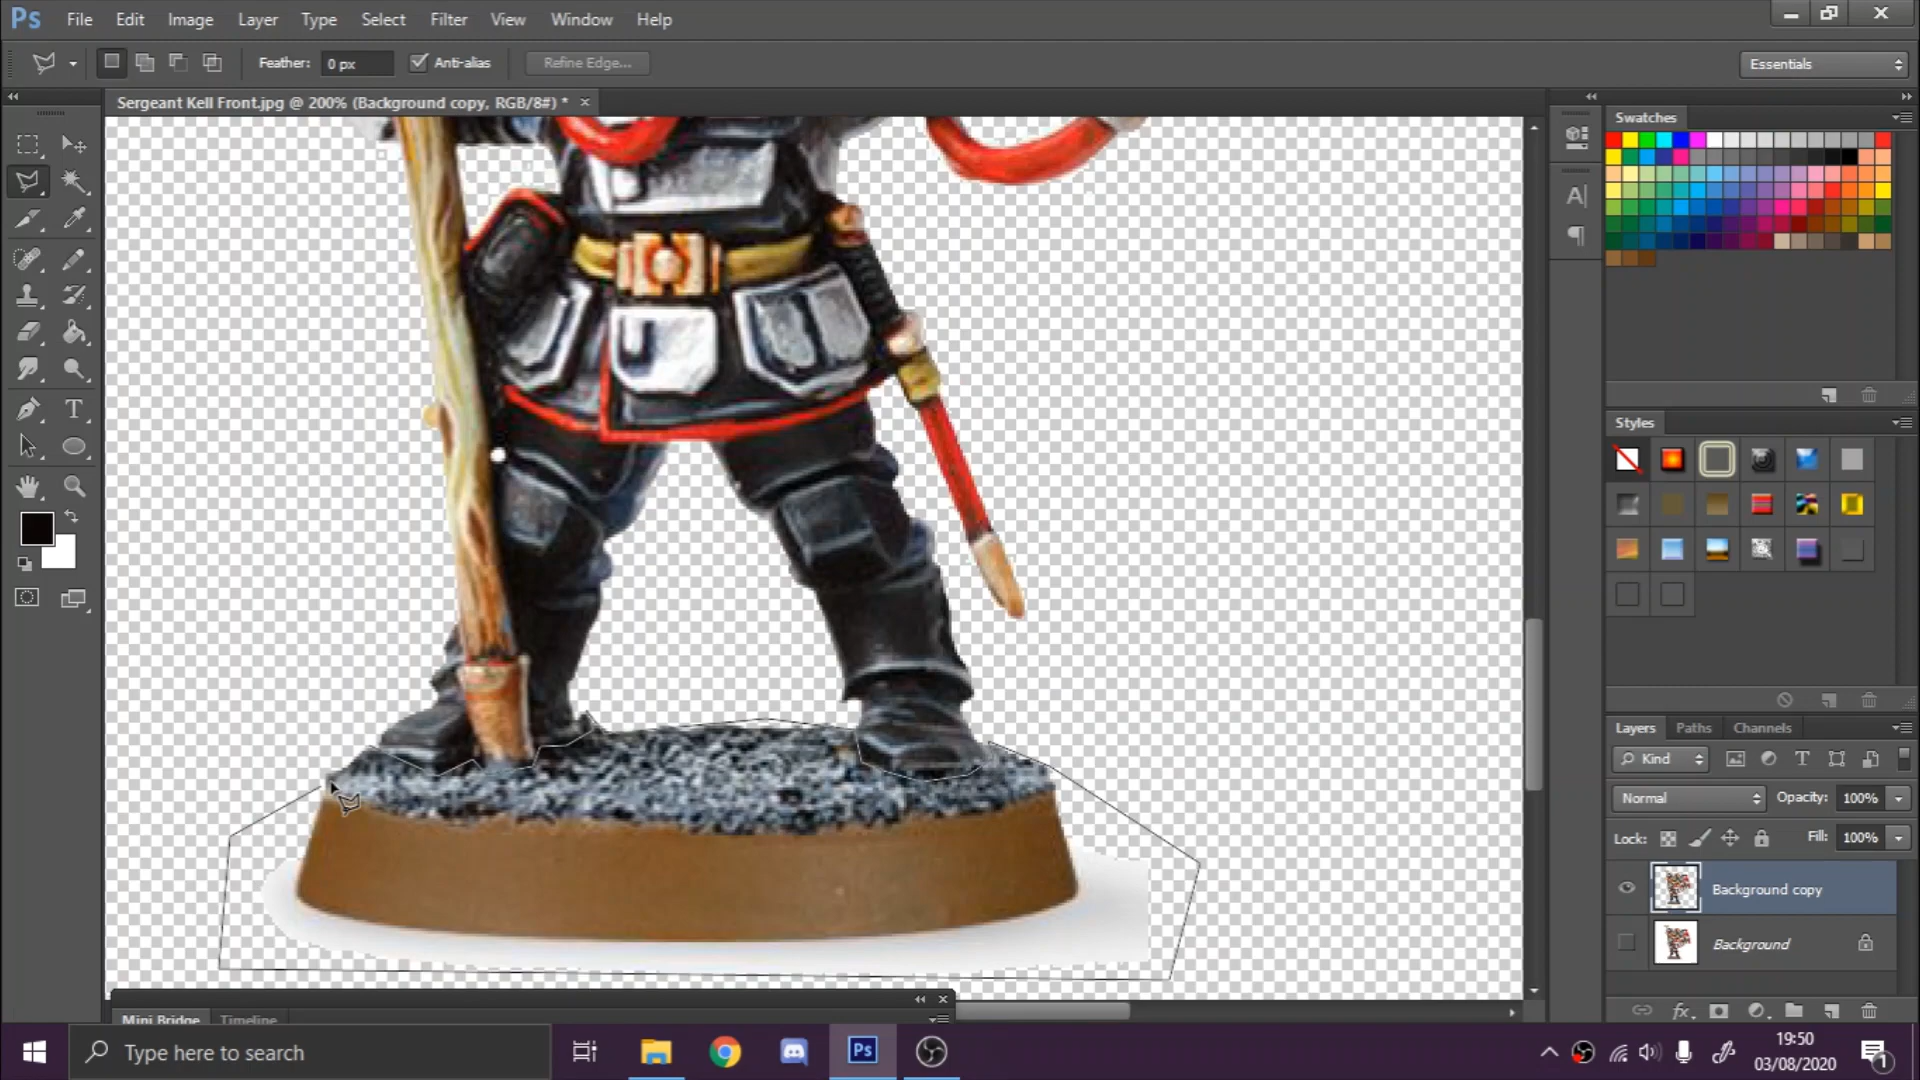 Ps File Edit Image Layer Type Select Filter View Window Help
Feather: 0 px Anti-alias Refine Edge... Essentials
Sergeant Kell Front.jpg @ 200% (Background copy, RGB/8#) * ×
Swatches
Styles
Layers Paths Channels
Kind
Normal Opacity: 100%
Lock: Fill: 100%
Background copy
Background
Mini Bridge Timeline
Type here to search
Ps
19:50
03/08/2020
1